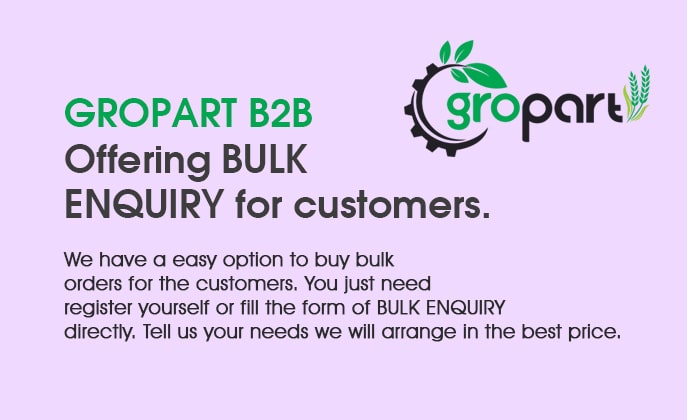 gropart
GROPART B2B
Offering BULK
ENQUIRY for customers.
We have a easy option to buy bulk
orders for the customers. You just need
register yourself or fill the form of BULK ENQUIRY
directly. Tell us your needs we will arrange in the best price.